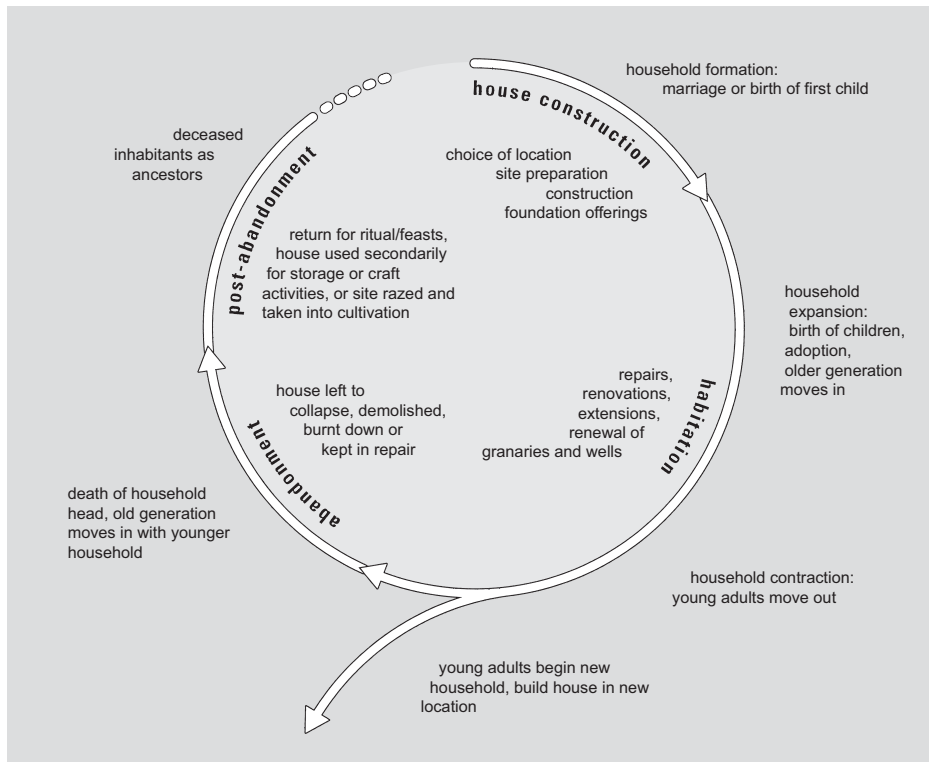 household formation:
marriage or birth of first child
house construction
choice of location
site preparation
construction
foundation offerings
household
expansion:
birth of children,
adoption,
older generation
moves in
habitation
repairs,
renovations,
extensions,
renewal of
granaries and wells
household contraction:
young adults move out
young adults begin new
household, build house in new
location
abandonment
house left to
collapse, demolished,
burnt down or
kept in repair
death of household
head, old generation
moves in with younger
household
post-abandonment
return for ritual/feasts,
house used secondarily
for storage or craft
activities, or site razed and
taken into cultivation
deceased
inhabitants as
ancestors